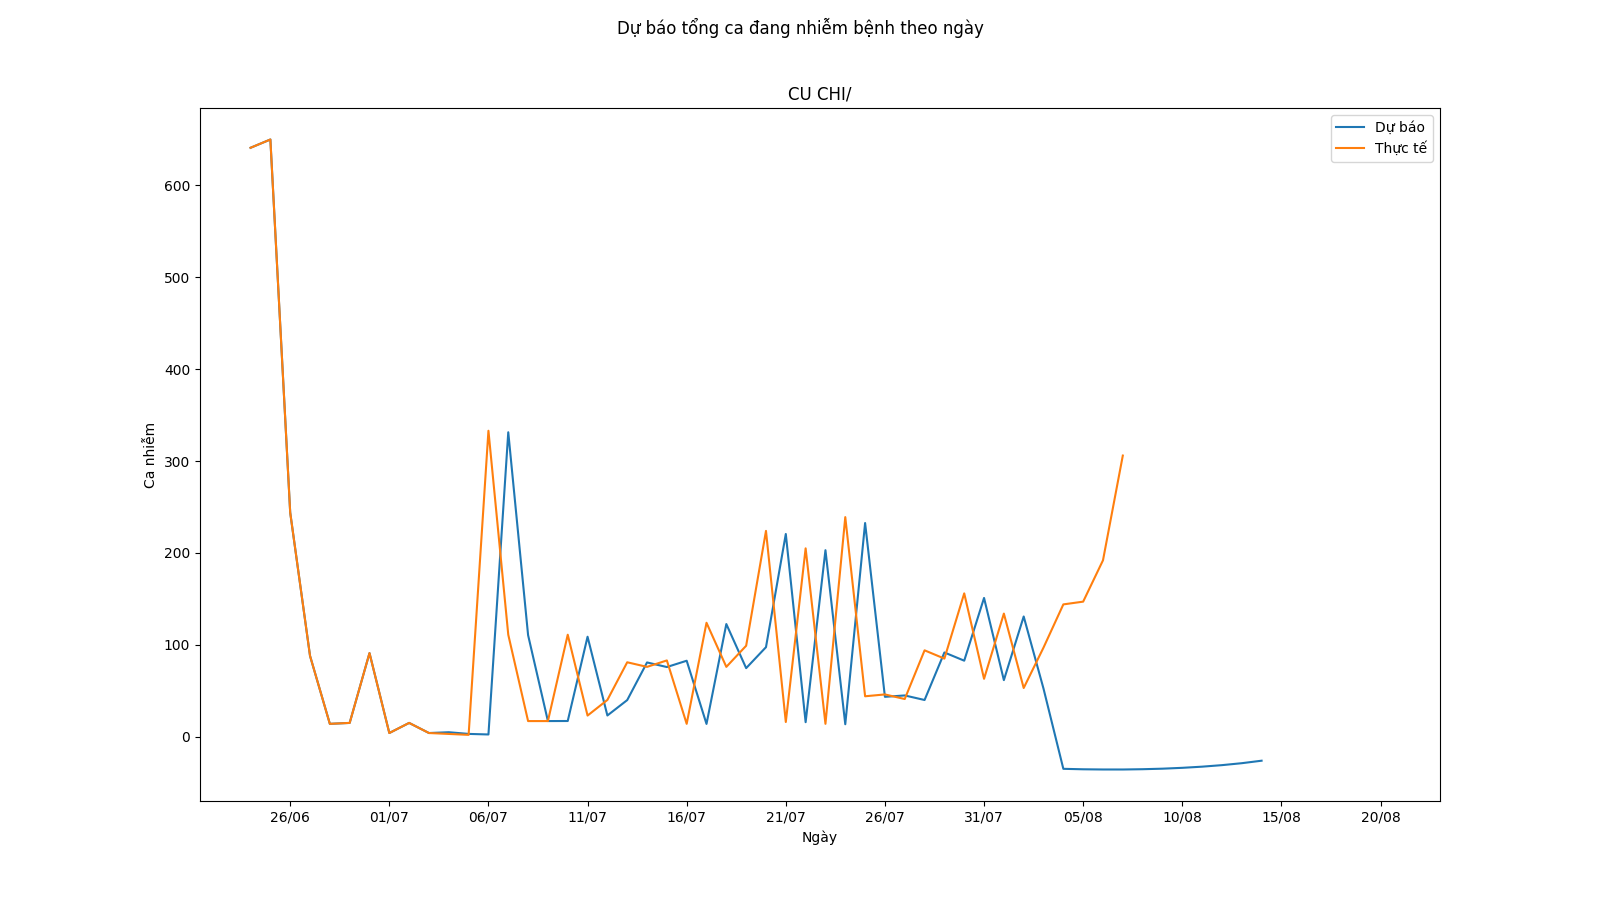 Dự báo tổng ca đang nhiễm bệnh theo ngày
CU CHI/
Dự báo
Thực tế
600
500
400
300
200
100
0
Ca nhiễm
26/06 01/07 06/07 11/07 16/07 21/07 26/07 31/07 05/08 10/08 15/08 20/08
Ngày